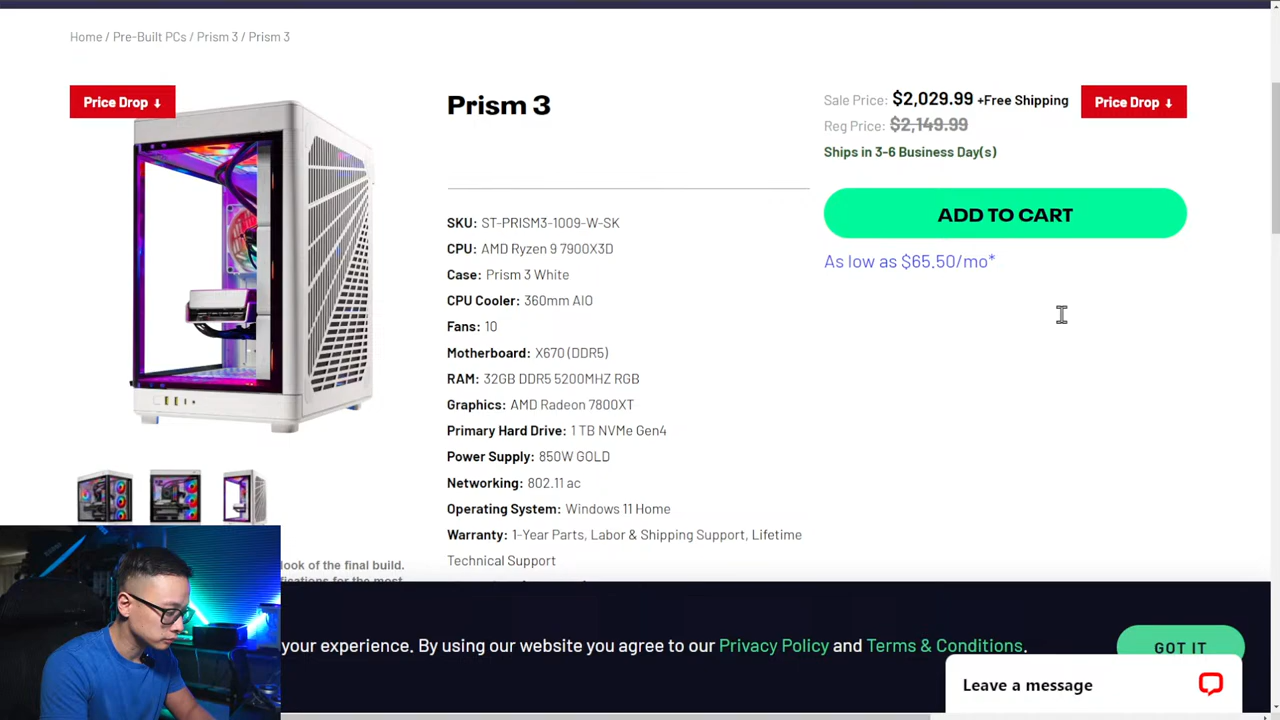 Home / Pre-Built PCs / Prism 3 / Prism 3
Price Drop ↓
Prism 3
Sale Price: $2,029.99 +Free Shipping
Price Drop ↓
Reg Price: $2,149.99
Ships in 3-6 Business Day(s)
ADD TO CART
As low as $65.50/mo*
SKU: ST-PRISM3-1009-W-SK
CPU: AMD Ryzen 9 7900X3D
Case: Prism 3 White
CPU Cooler: 360mm AIO
Fans: 10
Motherboard: X670 (DDR5)
RAM: 32GB DDR5 5200MHZ RGB
Graphics: AMD Radeon 7800XT
Primary Hard Drive: 1 TB NVMe Gen4
Power Supply: 850W GOLD
Networking: 802.11 ac
Operating System: Windows 11 Home
Warranty: 1-Year Parts, Labor & Shipping Support, Lifetime
Technical Support
look of the final build.
ifications for the most
your experience. By using our website you agree to our Privacy Policy and Terms & Conditions.
GOT IT
Leave a message